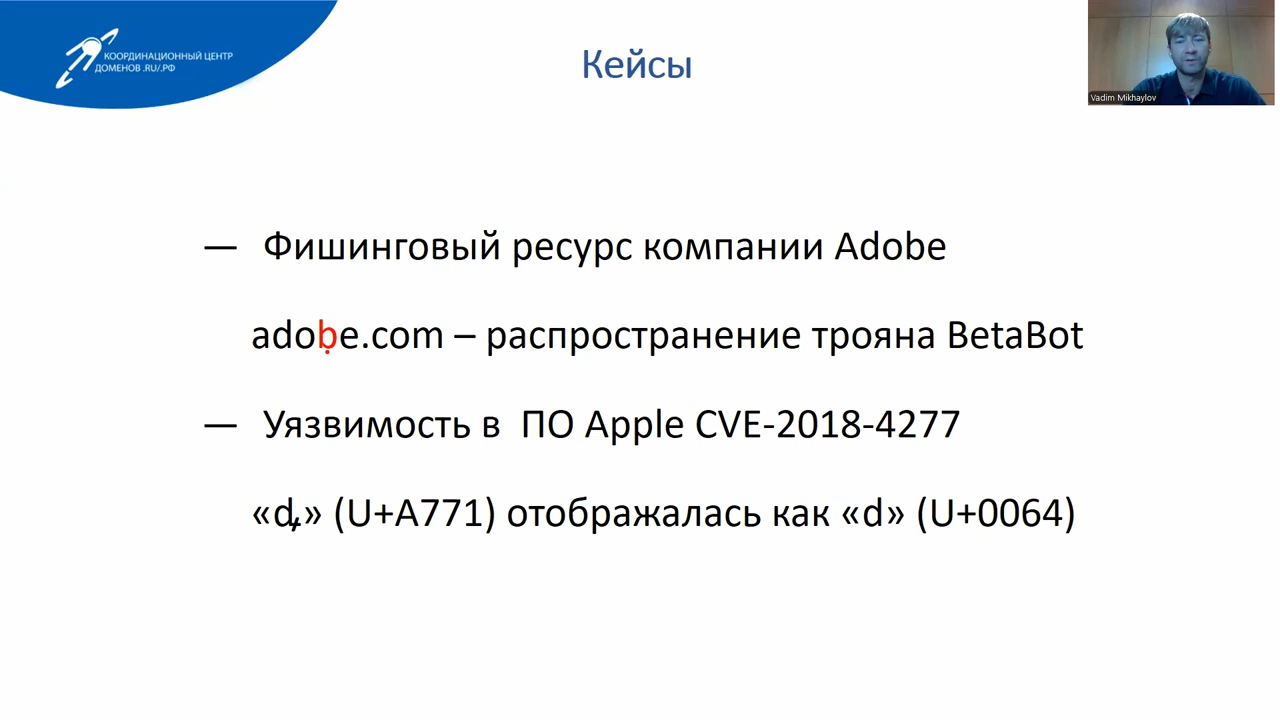 КООРДИНАЦИОННЫЙ ЦЕНТР
ДОМЕНОВ .RU/.РФ
Кейсы
Vadim Mikhaylov
— Фишинговый ресурс компании Adobe
adoḅe.com – распространение трояна BetaBot
— Уязвимость в ПО Apple CVE-2018-4277
«ꝱ» (U+A771) отображалась как «d» (U+0064)